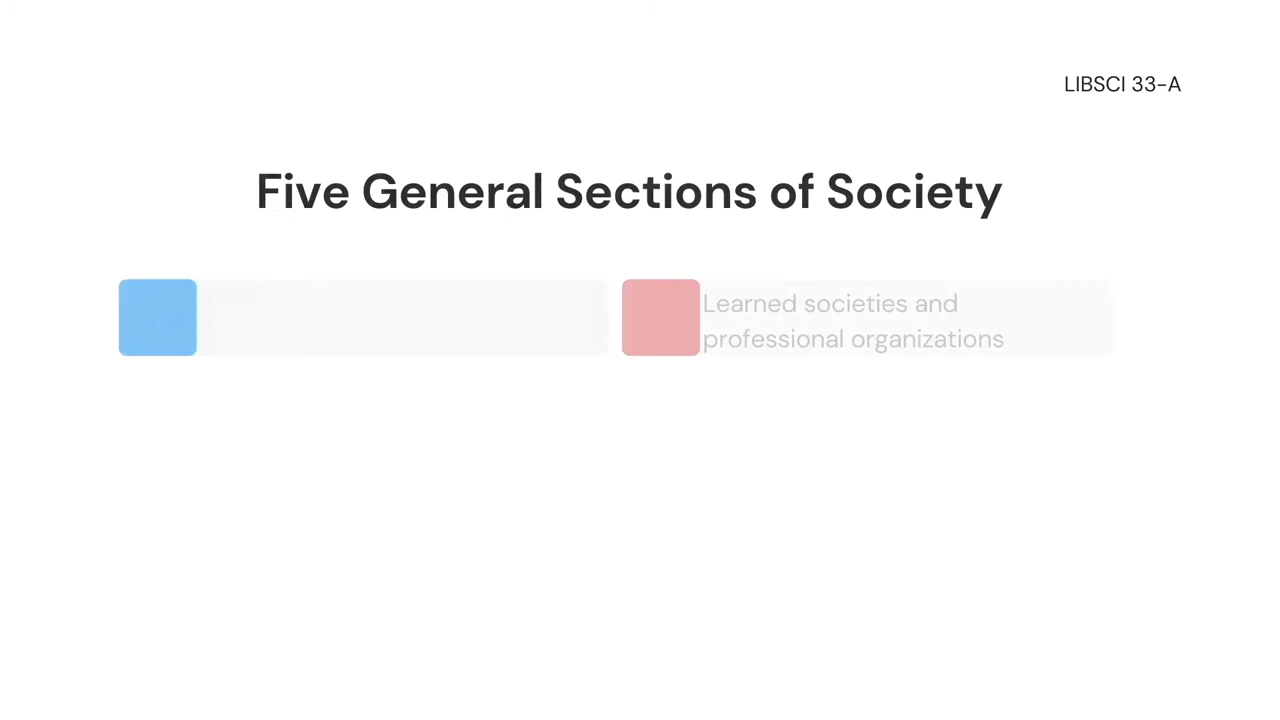 LIBSCI 33-A
Five General Sections of Society
Learned societies and
professional organizations